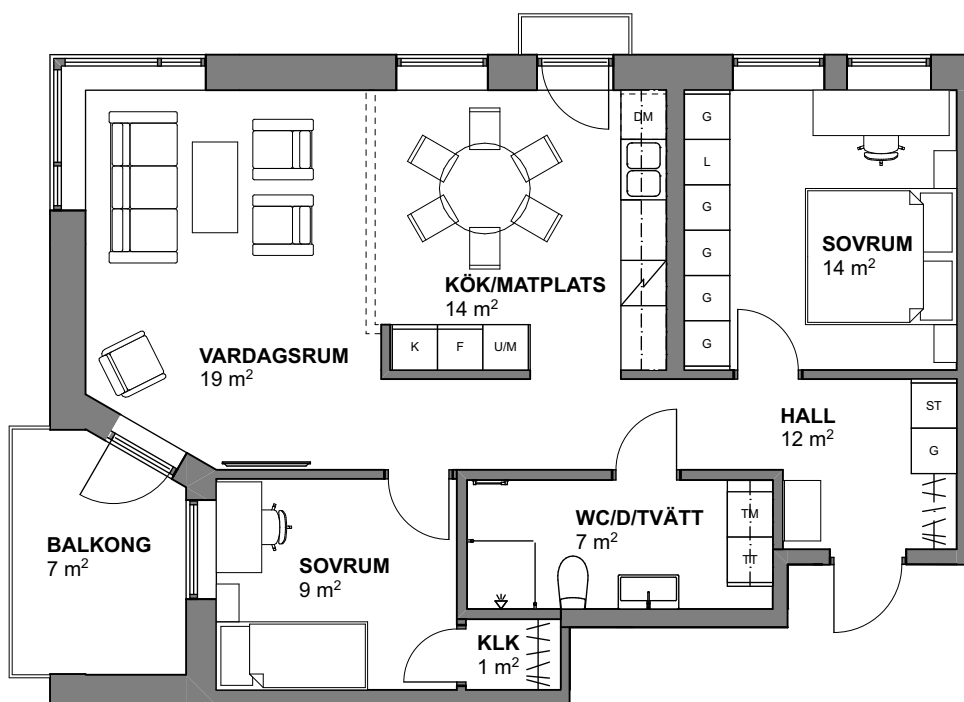 DM
G
L
G
G
G
G
SOVRUM
14 m²
KÖK/MATPLATS
14 m²
K
F
U/M
VARDAGSRUM
19 m²
HALL
12 m²
ST
G
BALKONG
7 m²
SOVRUM
9 m²
WC/D/TVÄTT
7 m²
TM
TT
KLK
1 m²